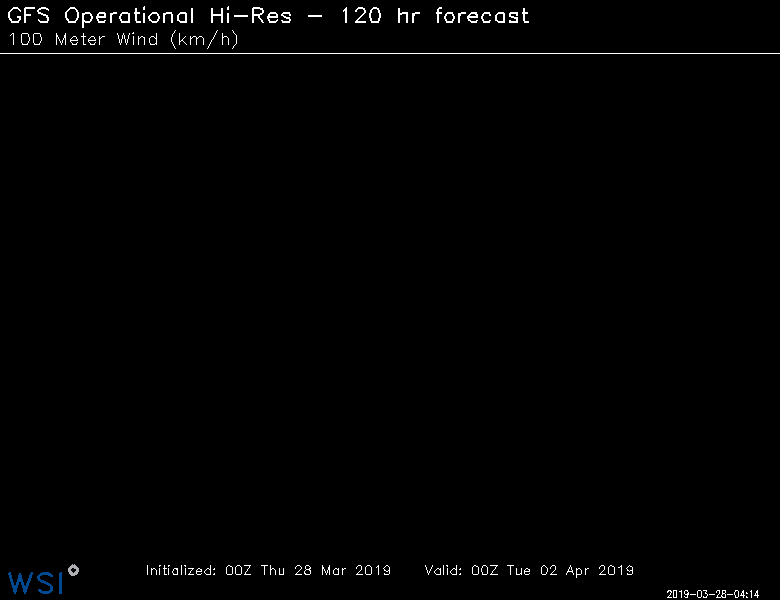 GFS Operational Hi-Res - 120 hr forecast
100 Meter Wind (km/h)
Initialized: 00Z Thu 28 Mar 2019 Valid: 00Z Tue 02 Apr 2019
WSI
2019-03-28-04:14